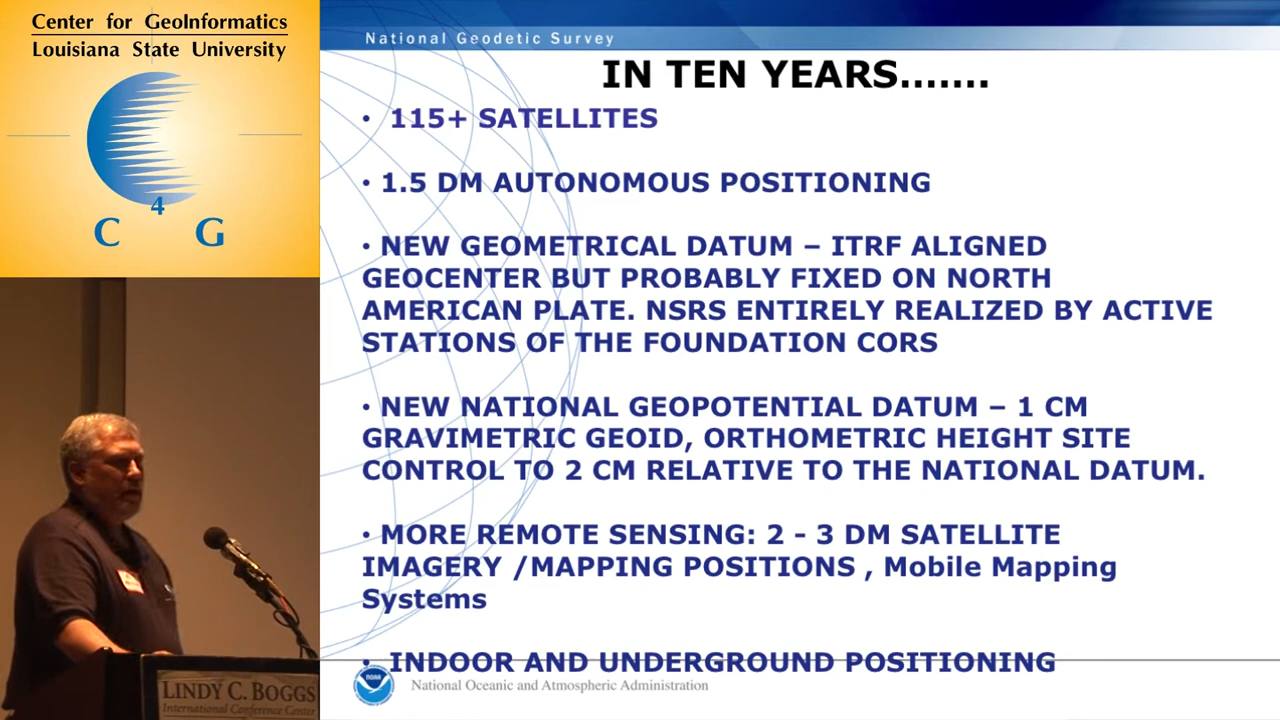 Center for GeoInformatics
Louisiana State University
C 4 G
LINDY C. BOGGS
International Conference Center
National Geodetic Survey
IN TEN YEARS.......
• 115+ SATELLITES
• 1.5 DM AUTONOMOUS POSITIONING
• NEW GEOMETRICAL DATUM – ITRF ALIGNED
GEOCENTER BUT PROBABLY FIXED ON NORTH
AMERICAN PLATE. NSRS ENTIRELY REALIZED BY ACTIVE
STATIONS OF THE FOUNDATION CORS
• NEW NATIONAL GEOPOTENTIAL DATUM – 1 CM
GRAVIMETRIC GEOID, ORTHOMETRIC HEIGHT SITE
CONTROL TO 2 CM RELATIVE TO THE NATIONAL DATUM.
• MORE REMOTE SENSING: 2 - 3 DM SATELLITE
IMAGERY /MAPPING POSITIONS , Mobile Mapping
Systems
• INDOOR AND UNDERGROUND POSITIONING
NOAA
National Oceanic and Atmospheric Administration